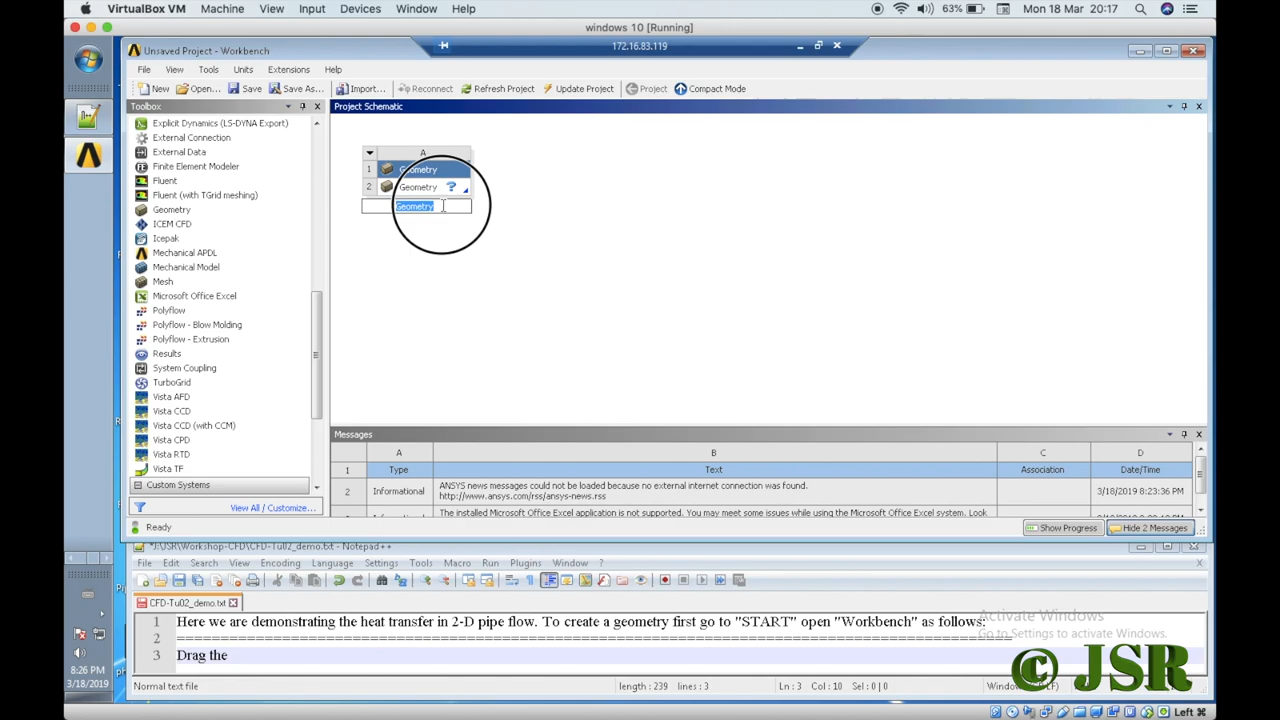 VirtualBox VM Machine View Input Devices Window Help 63% Mon 18 Mar 20:17
windows 10 [Running]
Unsaved Project - Workbench
172.16.83.119
File View Tools Units Extensions Help
New Open... Save Save As... Import... Reconnect Refresh Project Update Project Project Compact Mode
Toolbox
Project Schematic
Explicit Dynamics (LS-DYNA Export)
External Connection
External Data
Finite Element Modeler
Fluent
Fluent (with TGrid meshing)
Geometry
ICEM CFD
Icepak
Mechanical APDL
Mechanical Model
Mesh
Microsoft Office Excel
Polyflow
Polyflow - Blow Molding
Polyflow - Extrusion
Results
System Coupling
TurboGrid
Vista AFD
Vista CCD
Vista CCD (with CCM)
Vista CPD
Vista RTD
Vista TF
Custom Systems
View All / Customize...
A
1 Geometry
2 Geometry ?
Geometry
Messages
A B C D
1 Type Text Association Date/Time
2 Informational ANSYS news messages could not be loaded because no external internet connection was found.
http://www.ansys.com/rss/ansys-news.rss
3/18/2019 8:23:36 PM
The installed Microsoft Office Excel application is not supported. You may meet some issues while using the Microsoft Office Excel system. Look
Ready
Show Progress Hide 2 Messages
*J:\JSR\Workshop-CFD\CFD-Tu02_demo.txt - Notepad++
File Edit Search View Encoding Language Settings Tools Macro Run Plugins Window ?
CFD-Tu02_demo.txt
1 Here we are demonstrating the heat transfer in 2-D pipe flow. To create a geometry first go to "START" open "Workbench" as follows:
2 ==========================================================================================
3 Drag the
Activate Windows
Go to Settings to activate Windows.
© JSR
Normal text file length : 239 lines : 3 Ln : 3 Col : 10 Sel : 0 | 0
8:26 PM
3/18/2019
Left ⌘